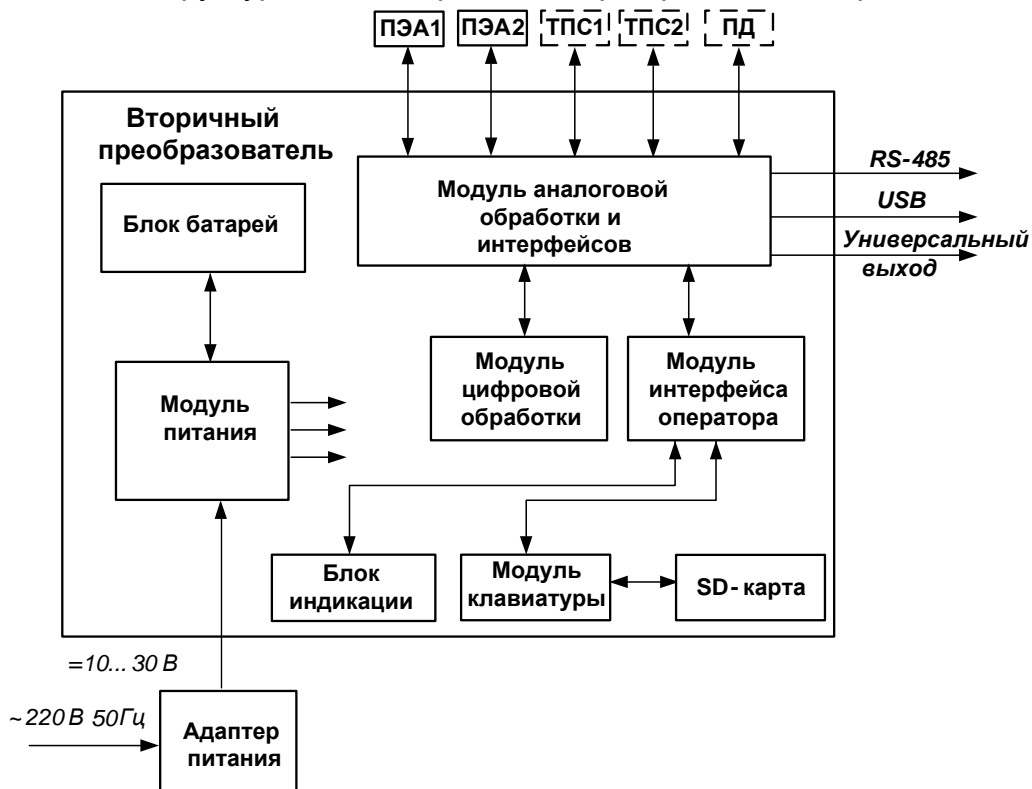 ПЭА1 ПЭА2 ТПС1 ТПС2 ПД
Вторичный
преобразователь
Модуль аналоговой
обработки и
интерфейсов
RS-485
USB
Универсальный
выход
Блок батарей
Модуль
питания
Модуль
цифровой
обработки
Модуль
интерфейса
оператора
Блок
индикации
Модуль
клавиатуры
SD - карта
=10... 30 В
~220 В 50Гц
Адаптер
питания